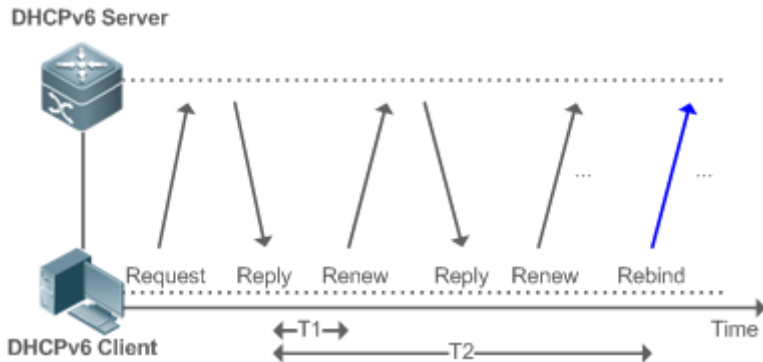 DHCPv6 Server
... ...
Request Reply Renew Reply Renew Rebind
T1
Time
DHCPv6 Client
T2